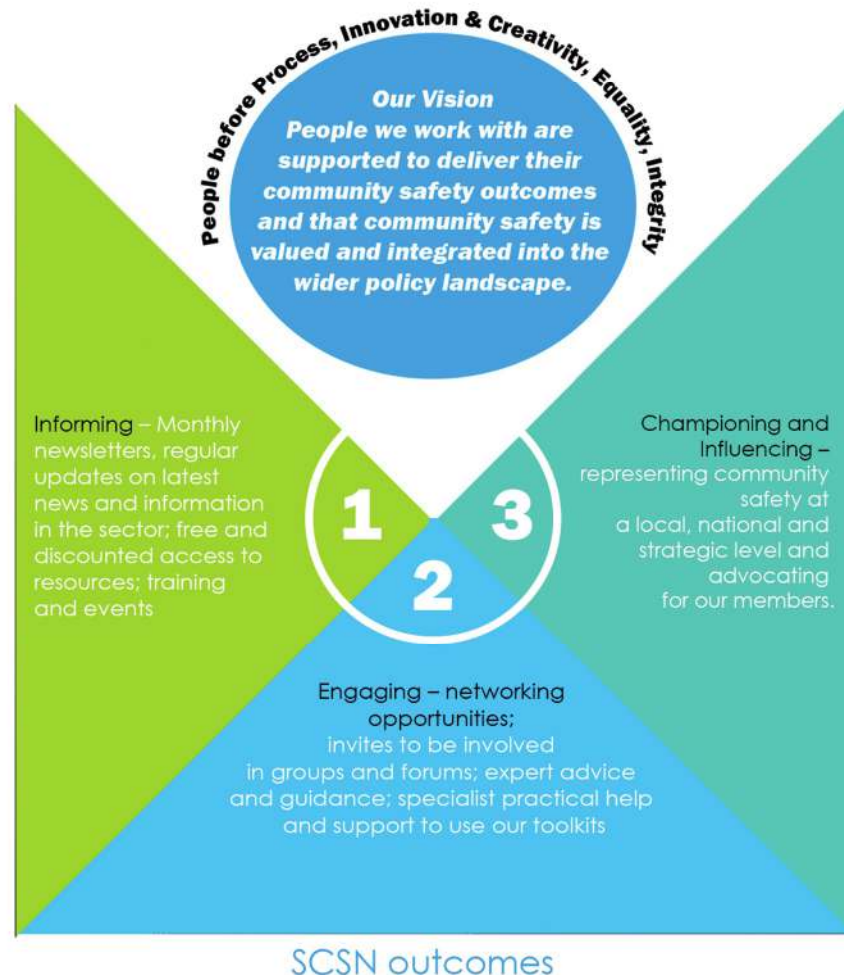 People before Process, Innovation & Creativity, Equality, Integrity
Our Vision
People we work with are
supported to deliver their
community safety outcomes
and that community safety is
valued and integrated into the
wider policy landscape.
Informing – Monthly
newsletters, regular
updates on latest
news and information
in the sector; free and
discounted access to
resources; training
and events
1
2
3
Engaging – networking
opportunities;
invites to be involved
in groups and forums; expert advice
and guidance; specialist practical help
and support to use our toolkits
Championing and
Influencing –
representing community
safety at
a local, national and
strategic level and
advocating
for our members.
SCSN outcomes